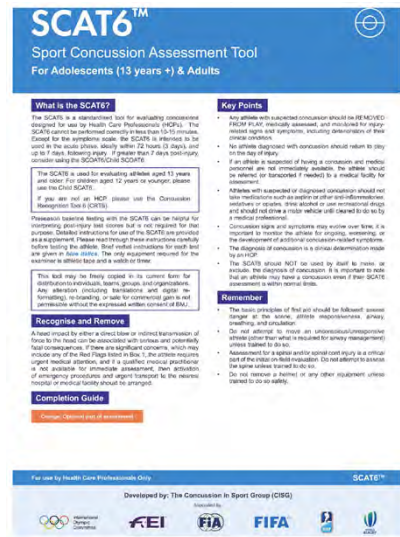 SCAT6™
Sport Concussion Assessment Tool
For Adolescents (13 years +) & Adults
What is the SCAT6?
The SCAT6 is a standardised tool for evaluating concussions
designed for use by Health Care Professionals (HCPs). The
SCAT6 cannot be performed correctly in less than 10-15 minutes.
Except for the symptoms scale, the SCAT6 is intended to be
used in the acute phase, ideally within 72 hours (3 days), and
up to 7 days, following injury. If greater than 7 days post-injury,
consider using the SCOAT6/Child SCOAT6.
The SCAT6 is used for evaluating athletes aged 13 years
and older. For children aged 12 years or younger, please
use the Child SCAT6.
If you are not an HCP, please use the Concussion
Recognition Tool 6 (CRT6).
Preseason baseline testing with the SCAT6 can be helpful for
interpreting post-injury test scores but is not required for that
purpose. Detailed instructions for use of the SCAT6 are provided
as a supplement. Please read through these instructions carefully
before testing the athlete. Brief verbal instructions for each test
are given in blue italics. The only equipment required for the
examiner is athletic tape and a watch or timer.
This tool may be freely copied in its current form for
distribution to individuals, teams, groups, and organizations.
Any alteration (including translations and digital re-
formatting), re-branding, or sale for commercial gain is not
permissible without the expressed written consent of BMJ.
Recognise and Remove
A head impact by either a direct blow or indirect transmission of
force to the head can be associated with serious and potentially
fatal consequences. If there are significant concerns, which may
include any of the Red Flags listed in Box 1, the athlete requires
urgent medical attention, and if a qualified medical practitioner
is not available for immediate assessment, then activation
of emergency procedures and urgent transport to the nearest
hospital or medical facility should be arranged.
Completion Guide
Orange: Optional part of assessment
Key Points
• Any athlete with suspected concussion should be REMOVED
FROM PLAY, medically assessed, and monitored for injury-
related signs and symptoms, including deterioration of their
clinical condition.
• No athlete diagnosed with concussion should return to play
on the day of injury.
• If an athlete is suspected of having a concussion and medical
personnel are not immediately available, the athlete should
be referred (or transported if needed) to a medical facility for
assessment.
• Athletes with suspected or diagnosed concussion should not
take medications such as aspirin or other anti-inflammatories,
sedatives or opiates, drink alcohol or use recreational drugs
and should not drive a motor vehicle until cleared to do so by
a medical professional.
• Concussion signs and symptoms may evolve over time; it is
important to monitor the athlete for ongoing, worsening, or
the development of additional concussion-related symptoms.
• The diagnosis of concussion is a clinical determination made
by an HCP.
• The SCAT6 should NOT be used by itself to make, or
exclude, the diagnosis of concussion. It is important to note
that an athlete may have a concussion even if their SCAT6
assessment is within normal limits.
Remember
• The basic principles of first aid should be followed: assess
danger at the scene, athlete responsiveness, airway,
breathing, and circulation.
• Do not attempt to move an unconscious/unresponsive
athlete (other than what is required for airway management)
unless trained to do so.
• Assessment for a spinal and/or spinal cord injury is a critical
part of the initial on-field evaluation. Do not attempt to assess
the spine unless trained to do so.
• Do not remove a helmet or any other equipment unless
trained to do so safely.
For use by Health Care Professionals Only
SCAT6™
Developed by: The Concussion in Sport Group (CISG)
Supported by:
International
Olympic
Committee
FEI
FIA
FIFA